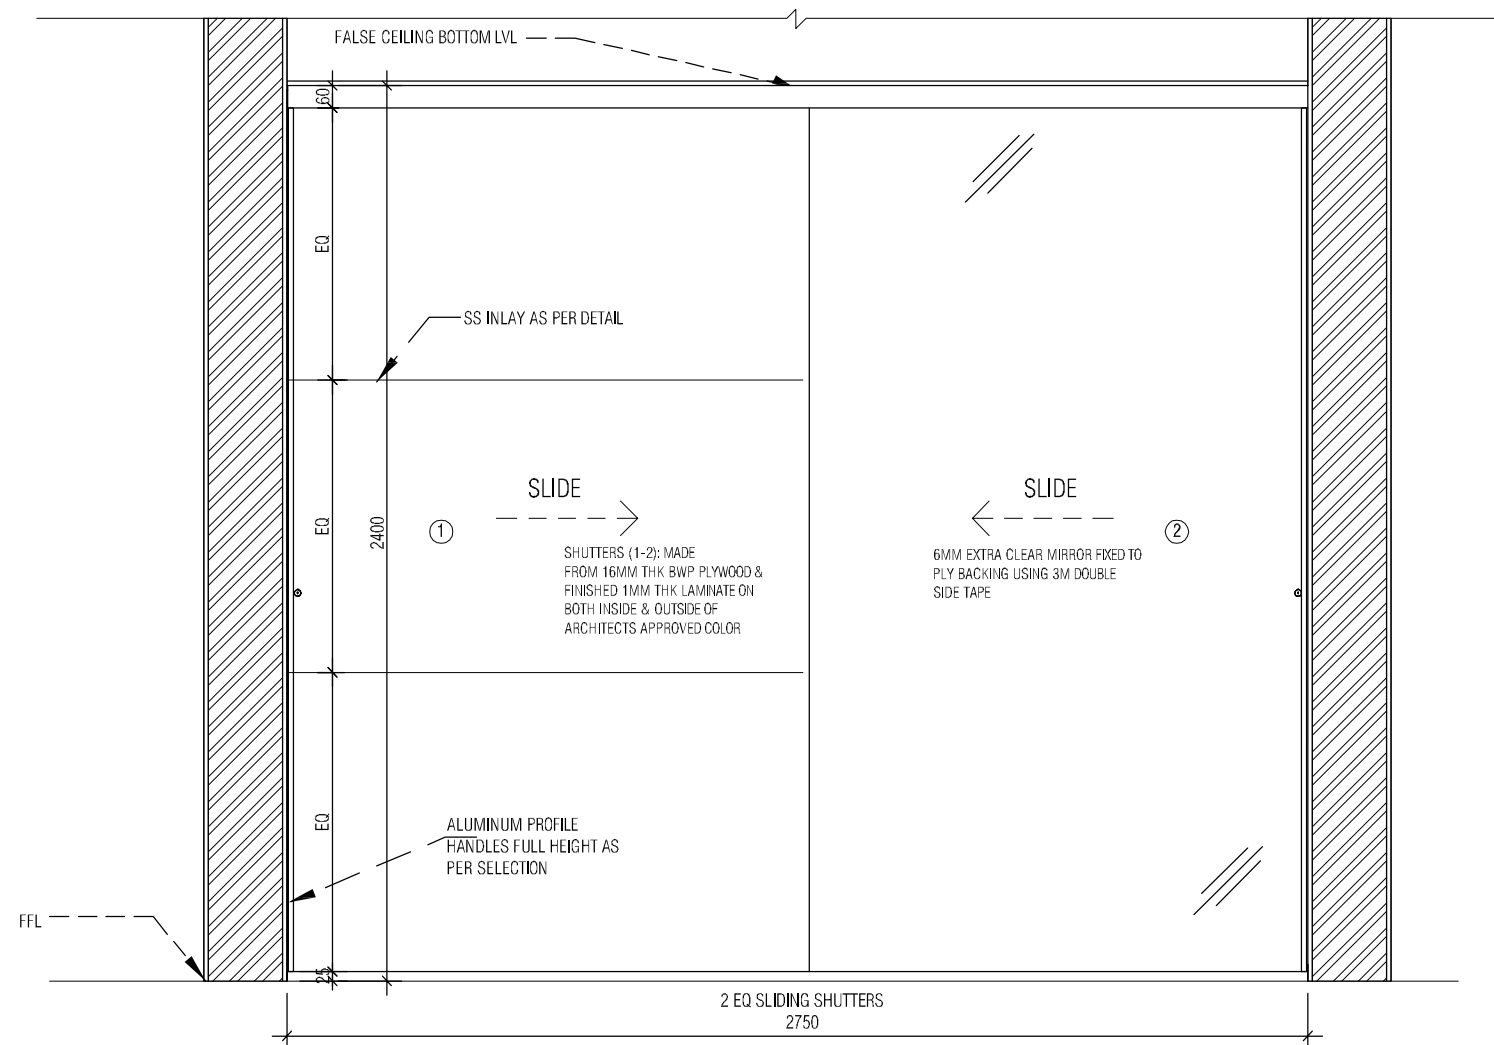 FALSE CEILING BOTTOM LVL
60
EQ
SS INLAY AS PER DETAIL
SLIDE
SLIDE
EQ
2400
1
2
SHUTTERS (1-2): MADE
FROM 16MM THK BWP PLYWOOD &
FINISHED 1MM THK LAMINATE ON
BOTH INSIDE & OUTSIDE OF
ARCHITECTS APPROVED COLOR
6MM EXTRA CLEAR MIRROR FIXED TO
PLY BACKING USING 3M DOUBLE
SIDE TAPE
EQ
ALUMINUM PROFILE
HANDLES FULL HEIGHT AS
PER SELECTION
FFL
25
2 EQ SLIDING SHUTTERS
2750